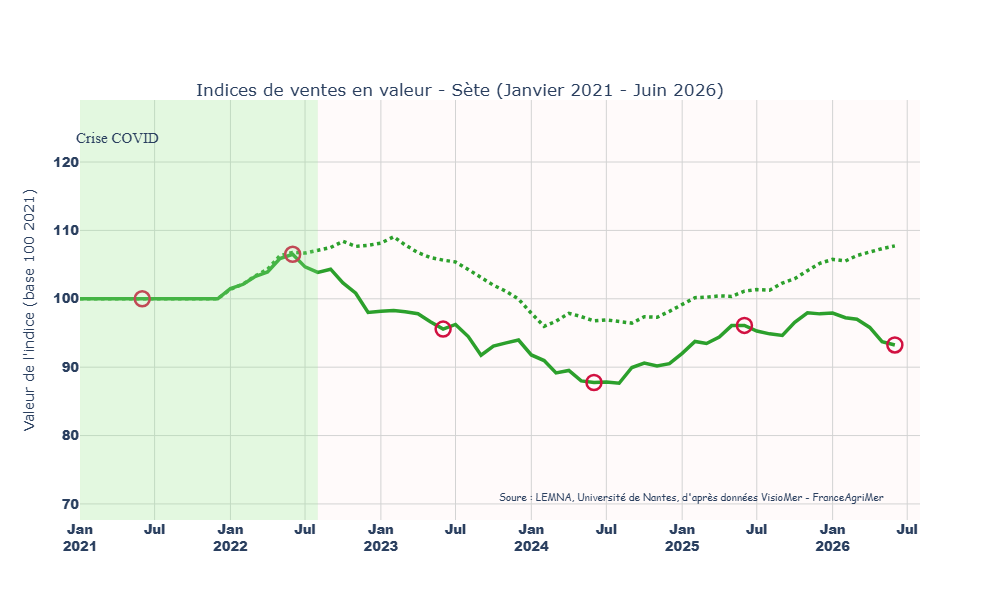 Indices de ventes en valeur - Sète (Janvier 2021 - Juin 2026)
Crise COVID
Valeur de l'indice (base 100 2021)
120
110
100
90
80
70
Soure : LEMNA, Université de Nantes, d'après données VisioMer - FranceAgriMer
Jan Jul Jan Jul Jan Jul Jan Jul Jan Jul Jan Jul
2021 2022 2023 2024 2025 2026